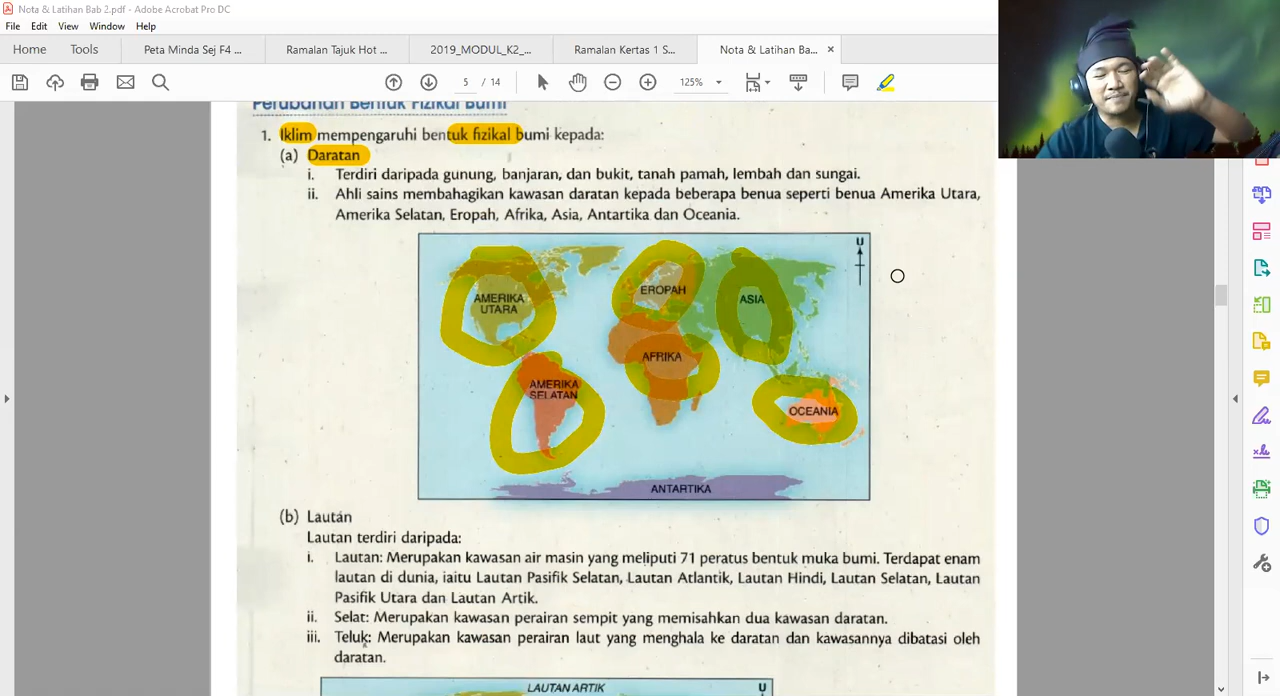 Nota & Latihan Bab 2.pdf - Adobe Acrobat Pro DC
File Edit View Window Help
Home Tools Peta Minda Sej F4 ... Ramalan Tajuk Hot ... 2019_MODUL_K2_... Ramalan Kertas 1 S... Nota & Latihan Ba... ×
5 / 14 125%
Perubahan Bentuk Fizikal Bumi
1. Iklim mempengaruhi bentuk fizikal bumi kepada:
(a) Daratan
i. Terdiri daripada gunung, banjaran, dan bukit, tanah pamah, lembah dan sungai.
ii. Ahli sains membahagikan kawasan daratan kepada beberapa benua seperti benua Amerika Utara,
Amerika Selatan, Eropah, Afrika, Asia, Antartika dan Oceania.
U
AMERIKA
UTARA
EROPAH
ASIA
AFRIKA
AMERIKA
SELATAN
OCEANIA
ANTARTIKA
(b) Lautan
Lautan terdiri daripada:
i. Lautan: Merupakan kawasan air masin yang meliputi 71 peratus bentuk muka bumi. Terdapat enam
lautan di dunia, iaitu Lautan Pasifik Selatan, Lautan Atlantik, Lautan Hindi, Lautan Selatan, Lautan
Pasifik Utara dan Lautan Artik.
ii. Selat: Merupakan kawasan perairan sempit yang memisahkan dua kawasan daratan.
iii. Teluk: Merupakan kawasan perairan laut yang menghala ke daratan dan kawasannya dibatasi oleh
daratan.
LAUTAN ARTIK
U